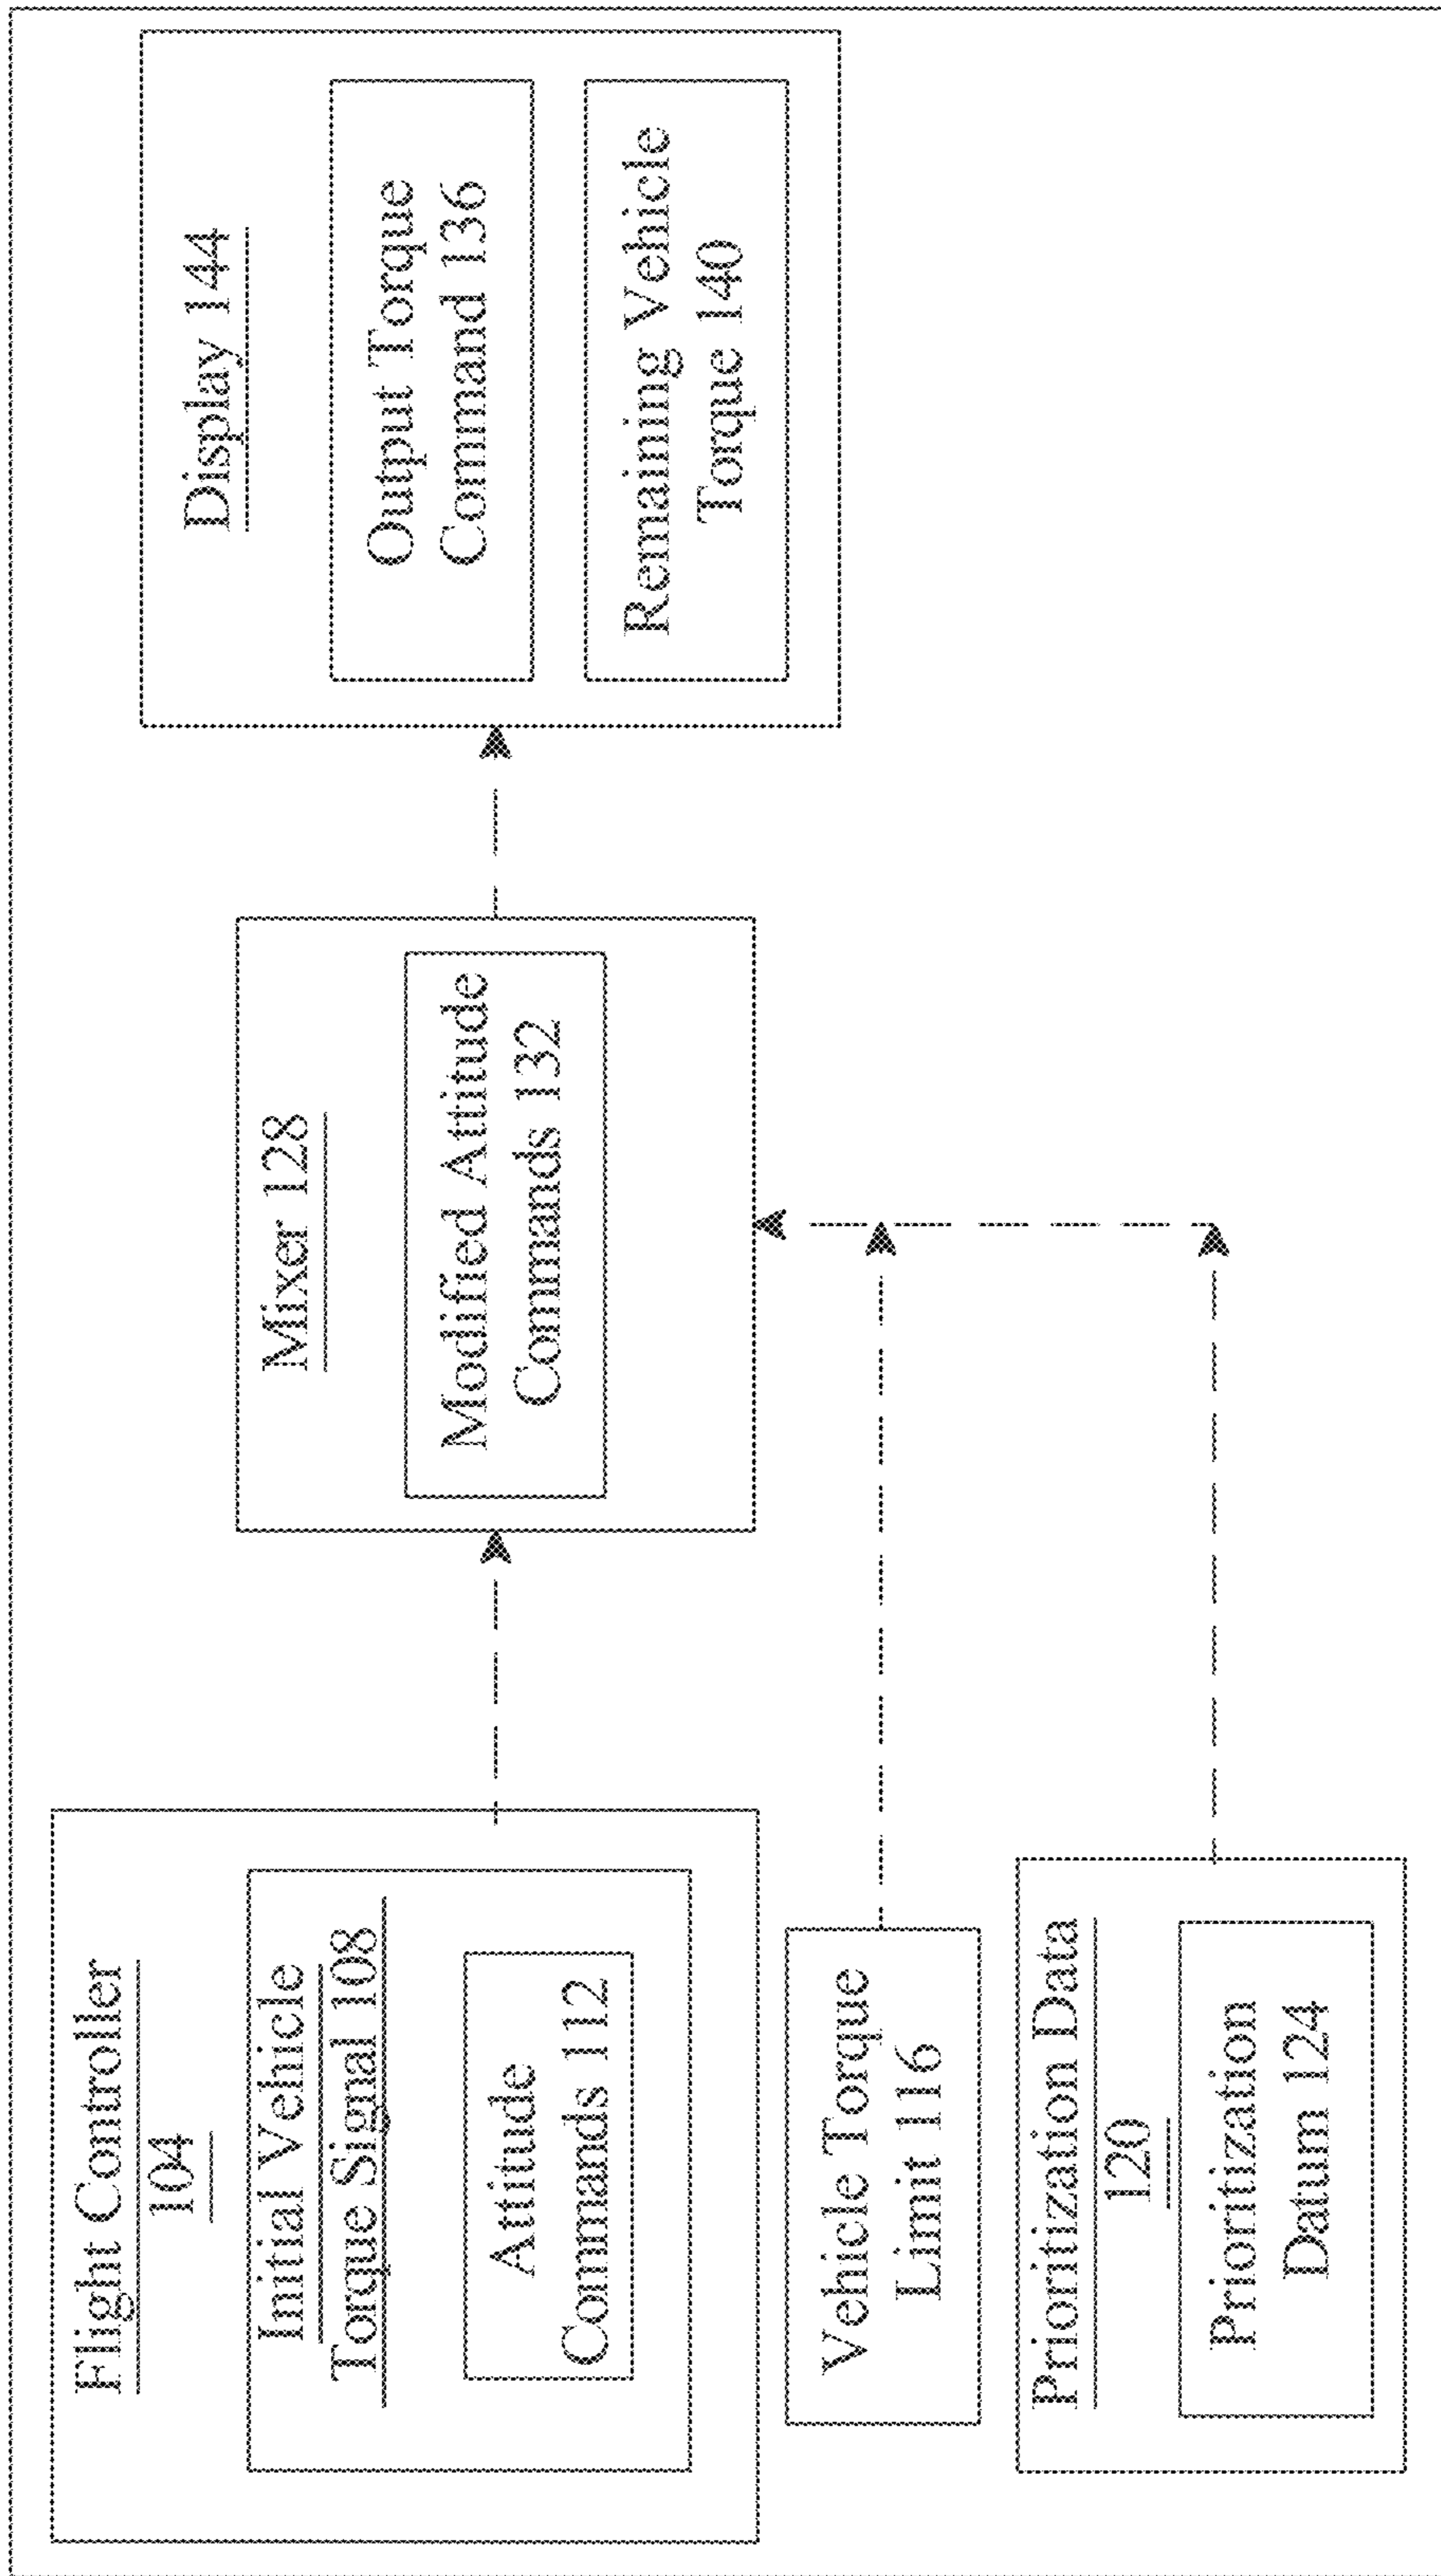 Flight Controller
104
Initial Vehicle
Torque Signal 108
Attitude
Commands 112
Vehicle Torque
Limit 116
Prioritization Data
120
Prioritization
Datum 124
Mixer 128
Modified Attitude
Commands 132
Display 144
Output Torque
Command 136
Remaining Vehicle
Torque 140